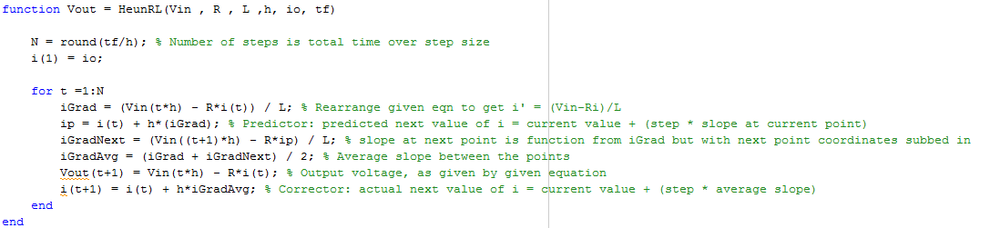 function Vout = HeunRL(Vin , R , L ,h, io, tf)
N = round(tf/h); % Number of steps is total time over step size
i(1) = io;
for t =1:N
iGrad = (Vin(t*h) - R*i(t)) / L; % Rearrange given eqn to get i' = (Vin-Ri)/L
ip = i(t) + h*(iGrad); % Predictor: predicted next value of i = current value + (step * slope at current point)
iGradNext = (Vin((t+1)*h) - R*ip) / L; % slope at next point is function from iGrad but with next point coordinates subbed in
iGradAvg = (iGrad + iGradNext) / 2; % Average slope between the points
Vout(t+1) = Vin(t*h) - R*i(t); % Output voltage, as given by given equation
i(t+1) = i(t) + h*iGradAvg; % Corrector: actual next value of i = current value + (step * average slope)
end
end